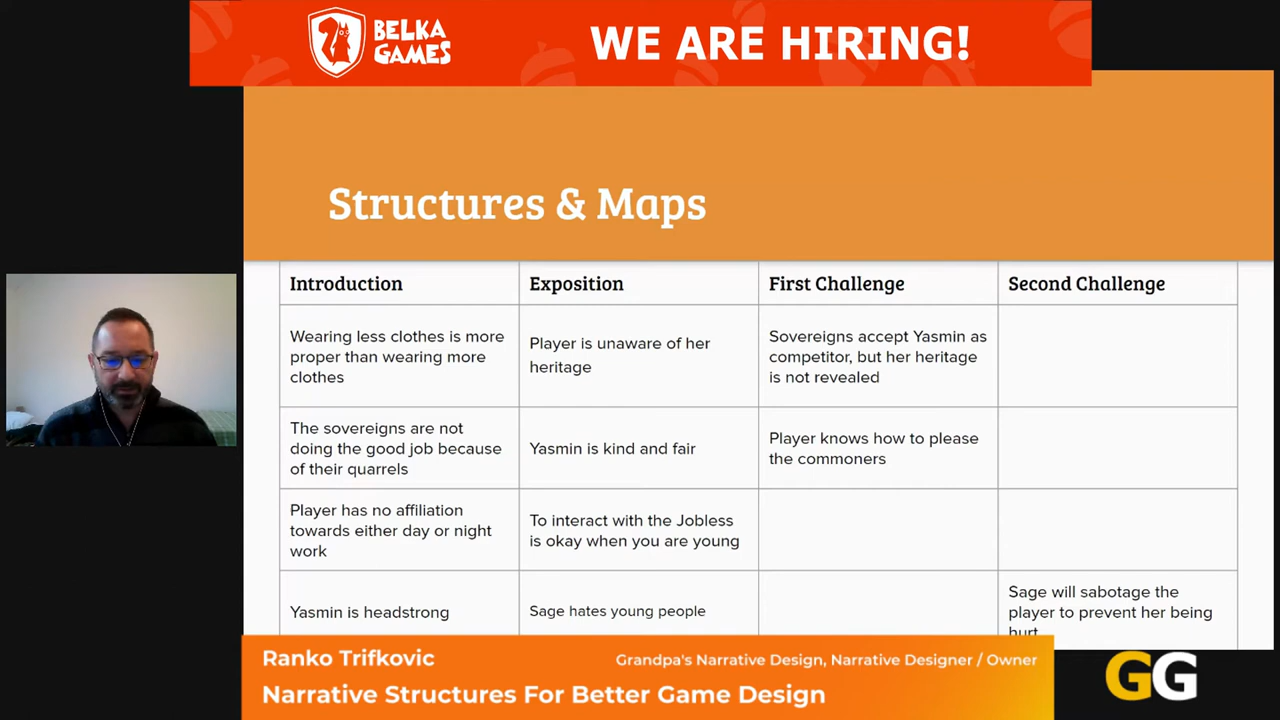 BELKA
GAMES
WE ARE HIRING!
Structures & Maps
Introduction
Exposition
First Challenge
Second Challenge
Wearing less clothes is more
proper than wearing more
clothes
Player is unaware of her
heritage
Sovereigns accept Yasmin as
competitor, but her heritage
is not revealed
The sovereigns are not
doing the good job because
of their quarrels
Yasmin is kind and fair
Player knows how to please
the commoners
Player has no affiliation
towards either day or night
work
To interact with the Jobless
is okay when you are young
Yasmin is headstrong
Sage hates young people
Sage will sabotage the
player to prevent her being
hurt
Ranko Trifkovic
Grandpa's Narrative Design, Narrative Designer / Owner
Narrative Structures For Better Game Design
GG